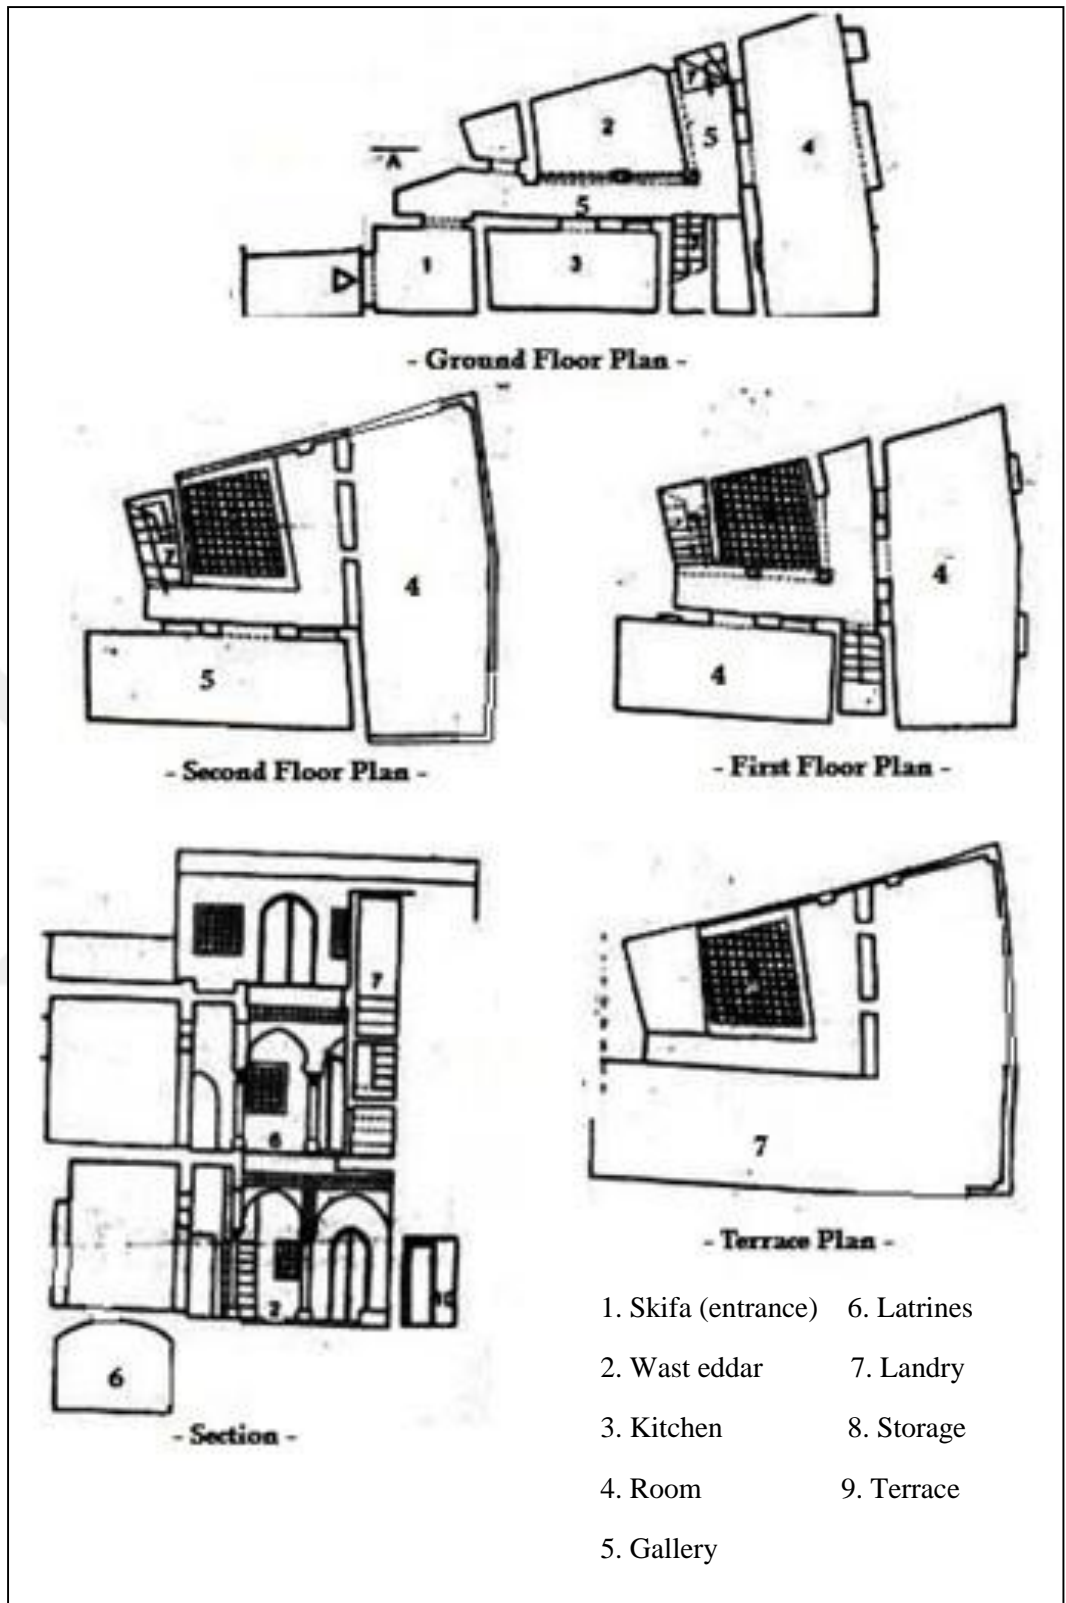 2
5
4
A
5
1
3
- Ground Floor Plan -
7
4
5
- Second Floor Plan -
4
4
- First Floor Plan -
7
6
2
6
- Section -
7
- Terrace Plan -
1. Skifa (entrance) 6. Latrines
2. Wast eddar 7. Landry
3. Kitchen 8. Storage
4. Room 9. Terrace
5. Gallery